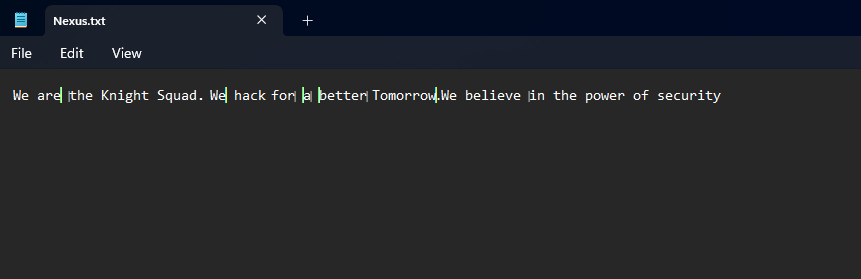 Nexus.txt
File Edit View
We are the Knight Squad. We hack for a better Tomorrow.We believe in the power of security